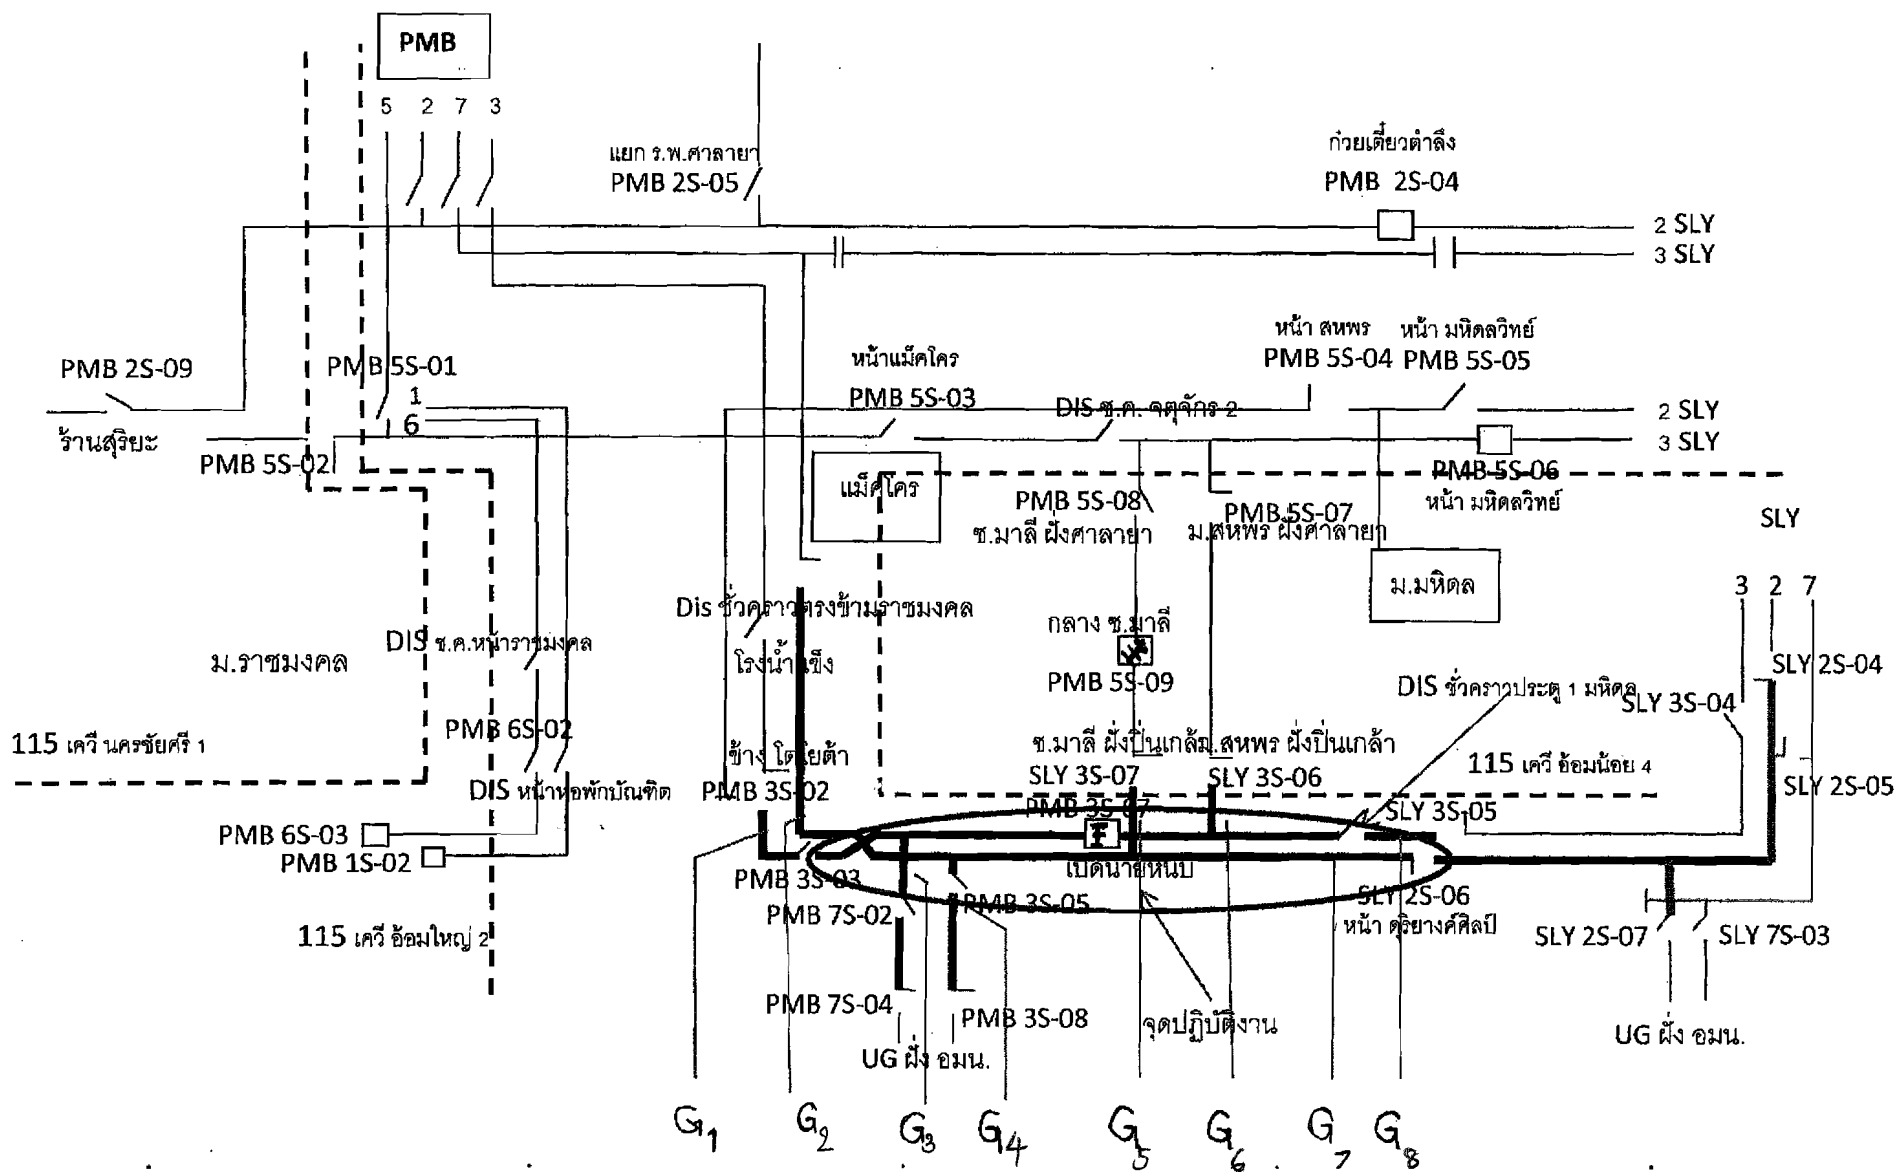 PMB
5 2 7 3
แยก ร.พ.ศาลายา
PMB 2S-05
ก๋วยเตี๋ยวตำลึง
PMB 2S-04
2 SLY
3 SLY
PMB 2S-09
ร้านสุริยะ
PMB 5S-01
1
6
PMB 5S-02
หน้าแม็คโคร
PMB 5S-03
DIS ช.ค. จตุจักร 2
หน้า สหพร
PMB 5S-04
หน้า มหิดลวิทย์
PMB 5S-05
2 SLY
3 SLY
PMB 5S-06
หน้า มหิดลวิทย์
แม็คโคร
PMB 5S-08
ซ.มาลี ฝั่งศาลายา
PMB 5S-07
ม.สหพร ฝั่งศาลายา
SLY
ม.มหิดล
3 2 7
Dis ชั่วคราวตรงข้ามราชมงคล
โรงน้ำแข็ง
กลาง ซ.มาลี
PMB 5S-09
DIS ช.ค.หน้าราชมงคล
ม.ราชมงคล
DIS ชั่วคราวประตู 1 มหิดล
SLY 2S-04
SLY 3S-04
115 เควี นครชัยศรี 1
PMB 6S-02
DIS หน้าหอพักบัณฑิต
ข้าง โตโยต้า
PMB 3S-02
ซ.มาลี ฝั่งปิ่นเกล้า
SLY 3S-07
ม.สหพร ฝั่งปิ่นเกล้า
SLY 3S-06
115 เควี อ้อมน้อย 4
SLY 2S-05
PMB 3S-07
SLY 3S-05
PMB 6S-03
PMB 1S-02
PMB 3S-03
เป็ดนายหนับ
PMB 7S-02
PMB 3S-05
SLY 2S-06
หน้า ดุริยางค์ศิลป์
115 เควี อ้อมใหญ่ 2
SLY 2S-07
SLY 7S-03
PMB 7S-04
PMB 3S-08
จุดปฏิบัติงาน
UG ฝั่ง อมน.
UG ฝั่ง อมน.
G1 G2 G3 G4 G5 G6 G7 G8